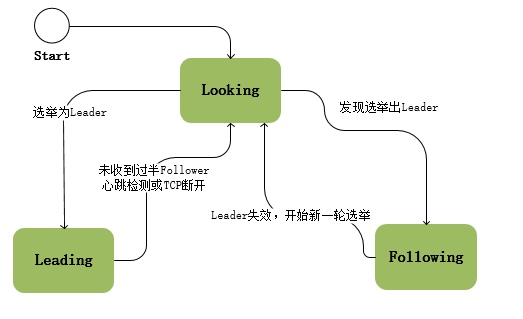 Start
Looking
选举为Leader
发现选举出Leader
未收到过半Follower
心跳检测或TCP断开
Leader失效，开始新一轮选举
Leading
Following